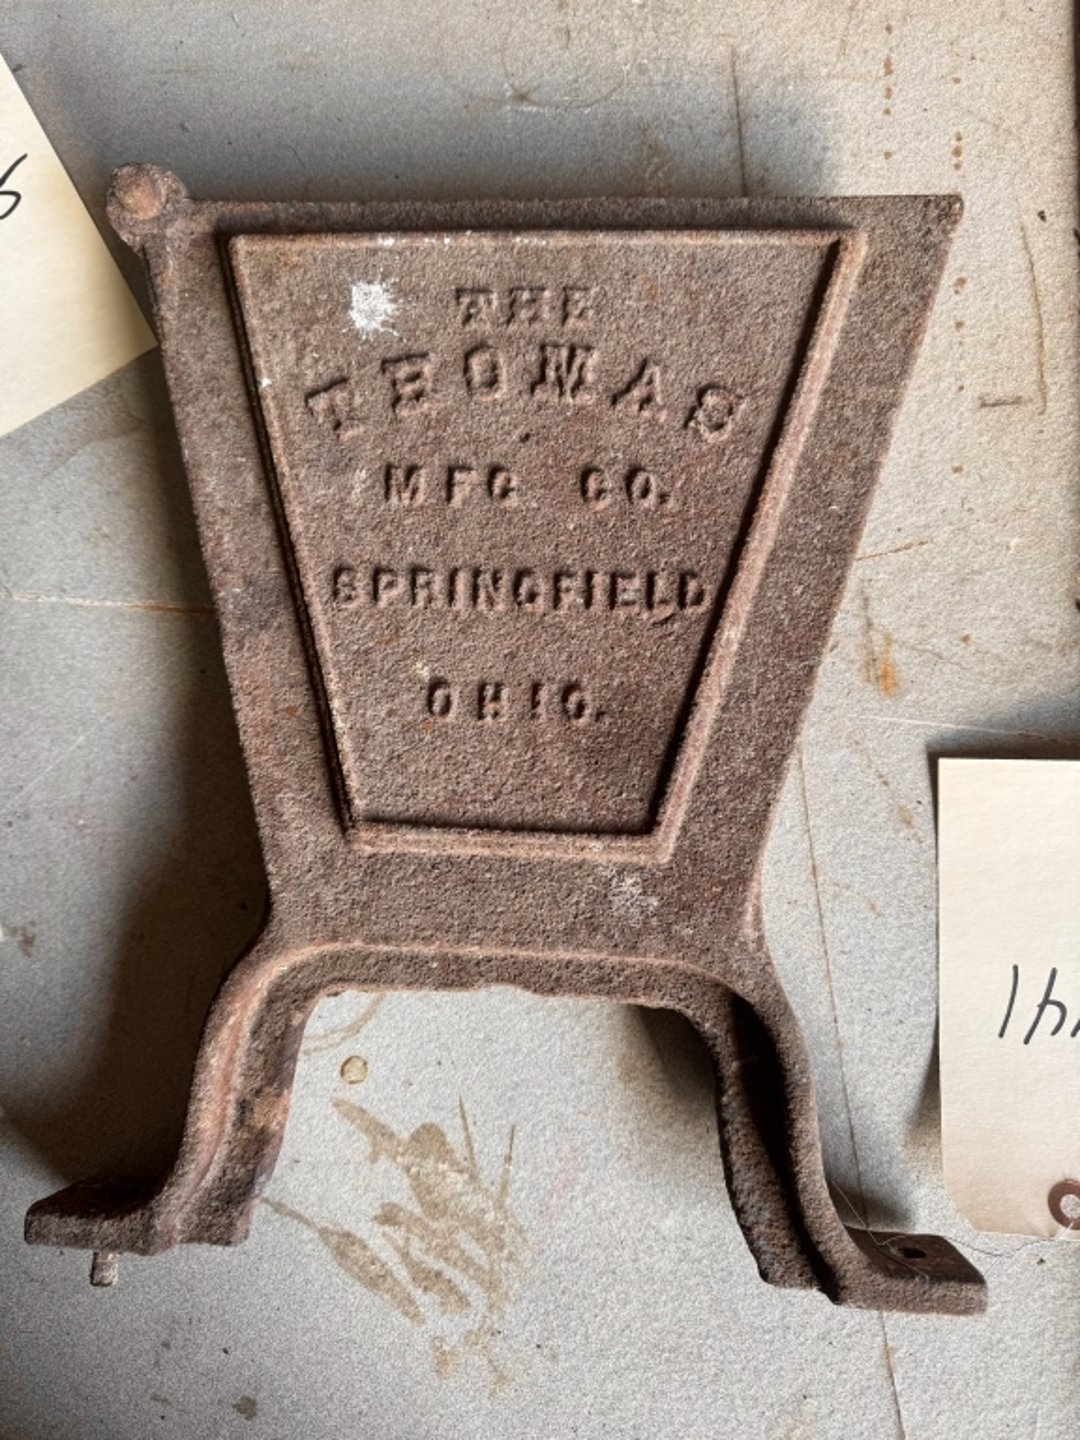 THE
THOMAS
MFG CO.
SPRINGFIELD
OHIO.